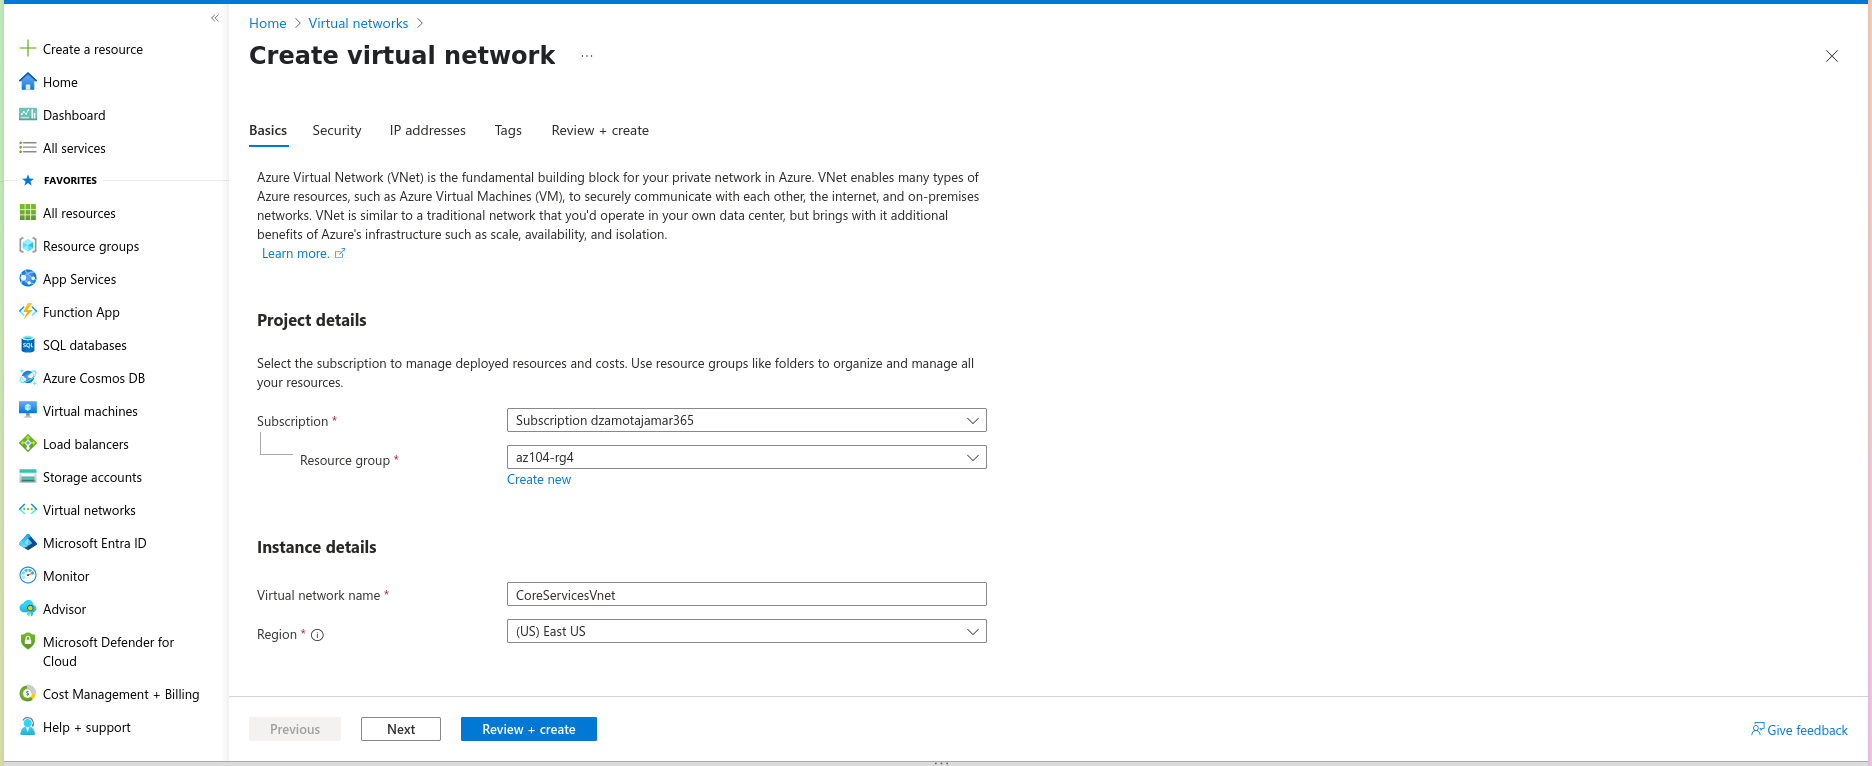 Create a resource
Home
Dashboard
All services
FAVORITES
All resources
Resource groups
App Services
Function App
SQL databases
Azure Cosmos DB
Virtual machines
Load balancers
Storage accounts
Virtual networks
Microsoft Entra ID
Monitor
Advisor
Microsoft Defender for
Cloud
Cost Management + Billing
Help + support
Home > Virtual networks >
Create virtual network ...
Basics Security IP addresses Tags Review + create
Azure Virtual Network (VNet) is the fundamental building block for your private network in Azure. VNet enables many types of
Azure resources, such as Azure Virtual Machines (VM), to securely communicate with each other, the internet, and on-premises
networks. VNet is similar to a traditional network that you'd operate in your own data center, but brings with it additional
benefits of Azure's infrastructure such as scale, availability, and isolation.
Learn more.
Project details
Select the subscription to manage deployed resources and costs. Use resource groups like folders to organize and manage all
your resources.
Subscription * Subscription dzamotajamar365
Resource group * az104-rg4
Create new
Instance details
Virtual network name * CoreServicesVnet
Region * (US) East US
Previous Next Review + create Give feedback